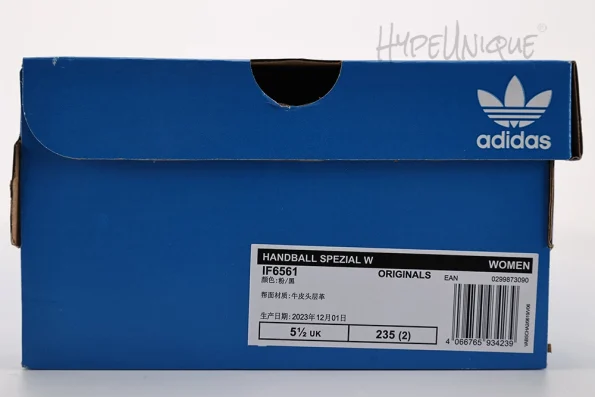 HYPEUNIQUE©
adidas
HANDBALL SPEZIAL W
WOMEN
IF6561
ORIGINALS
EAN
0299873090
颜色:粉/黑
帮面材质:牛皮头层革
生产日期:2023年12月01日
5½ UK
235 (2)
4 066765 934239